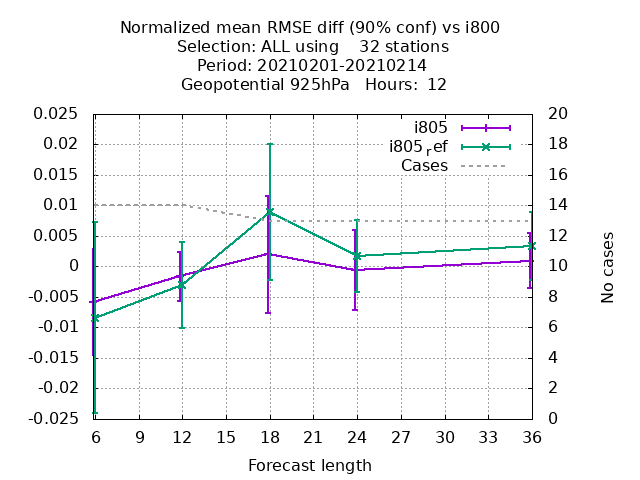 Normalized mean RMSE diff (90% conf) vs i800
Selection: ALL using    32 stations
Period: 20210201-20210214
Geopotential 925hPa   Hours:  12
i805
i805ref
Cases
0.025
0.02
0.015
0.01
0.005
0
-0.005
-0.01
-0.015
-0.02
-0.025
20
18
16
14
12
10
8
6
4
2
0
No cases
6 9 12 15 18 21 24 27 30 33 36
Forecast length